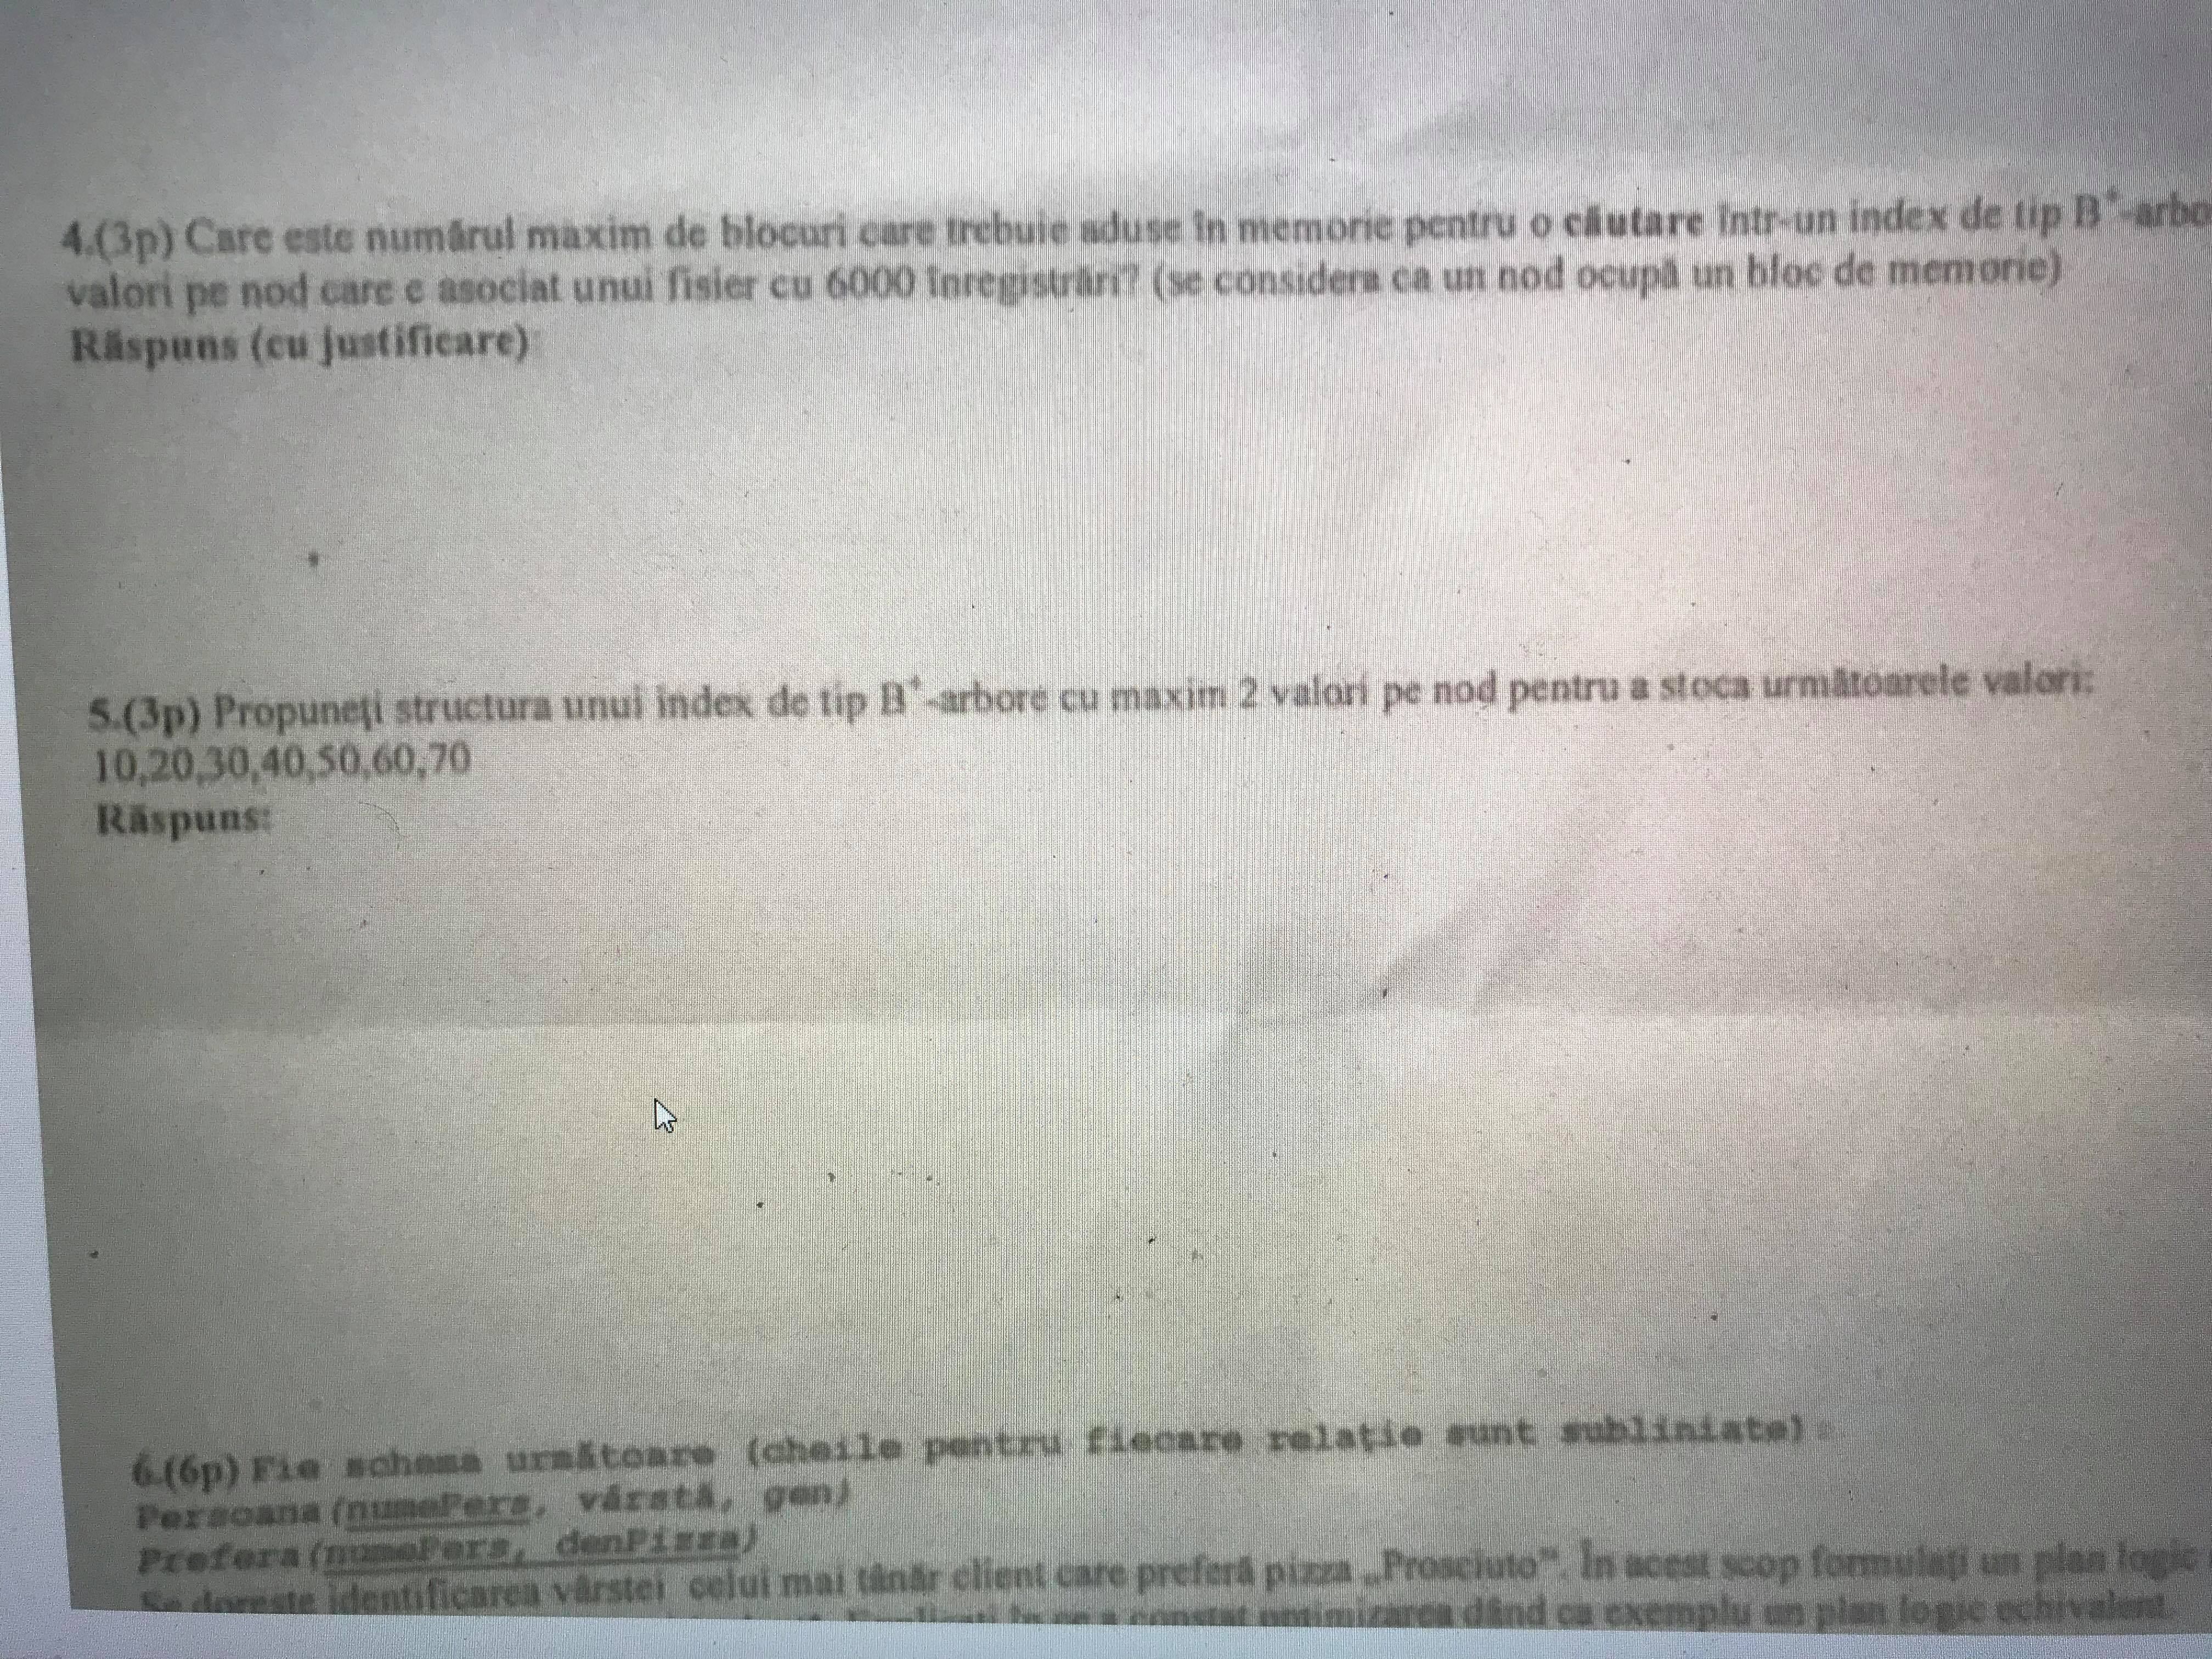 4.(3p) Care este numărul maxim de blocuri care trebuie aduse în memorie pentru o căutare într-un index de tip B⁺-arbo
valori pe nod care e asociat unui fisier cu 6000 înregistrări? (se considera ca un nod ocupă un bloc de memorie)
Răspuns (cu justificare):
5.(3p) Propuneţi structura unui index de tip B⁺-arbore cu maxim 2 valori pe nod pentru a stoca următoarele valori:
10,20,30,40,50,60,70
Răspuns:
6.(6p) Fie schema următoare (cheile pentru fiecare relaţie sunt subliniate):
Persoana(numePers, vârstă, gen)
Prefera(numePers, denPizza)
Se doreste identificarea vârstei celui mai tânăr client care preferă pizza „Prosciuto”. În acest scop formulaţi un plan logic
în ce a constat optimizarea dând ca exemplu un plan logic echivalent.